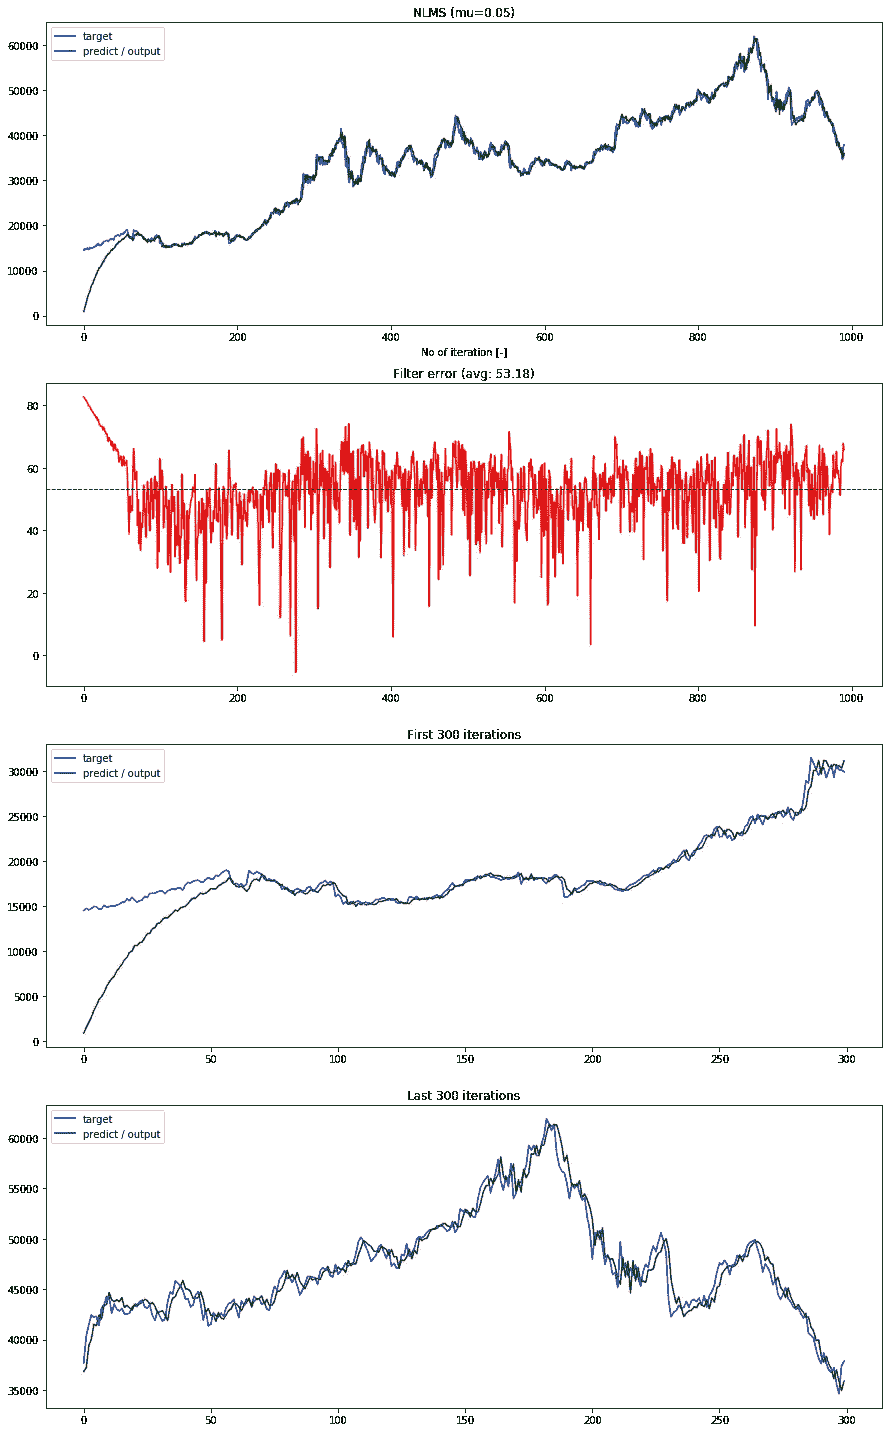 NLMS (mu=0.05)
target
predict / output
60000
50000
40000
30000
20000
10000
0
0 200 400 600 800 1000
No of iteration [-]
Filter error (avg: 53.18)
80
60
40
20
0
0 200 400 600 800 1000
First 300 iterations
target
predict / output
30000
25000
20000
15000
10000
5000
0
0 50 100 150 200 250 300
Last 300 iterations
target
predict / output
60000
55000
50000
45000
40000
35000
0 50 100 150 200 250 300